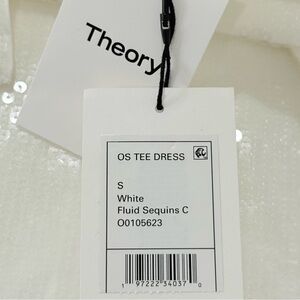 Theory
OS TEE DRESS
S
White
Fluid Sequins C
O0105623
1 97222 34037 0